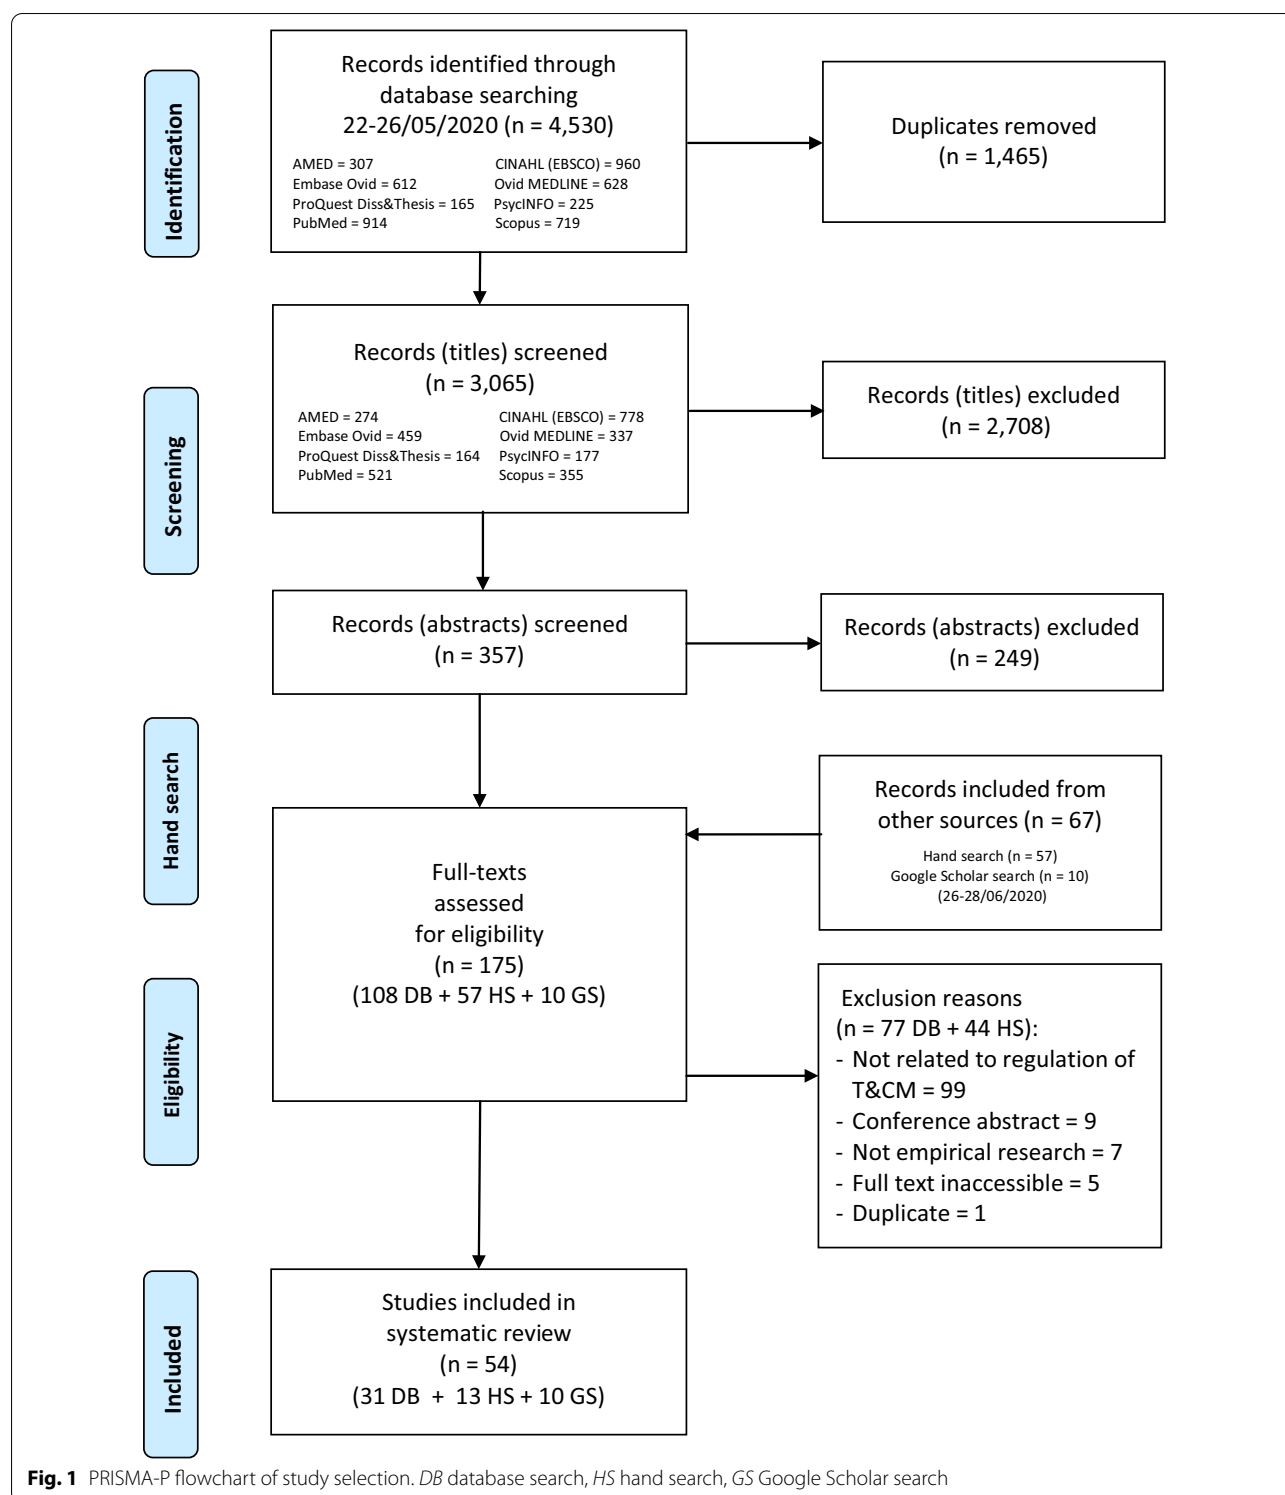 Identification
Records identified through
database searching
22-26/05/2020 (n = 4,530)
AMED = 307
CINAHL (EBSCO) = 960
Embase Ovid = 612
Ovid MEDLINE = 628
ProQuest Diss&Thesis = 165
PsycINFO = 225
PubMed = 914
Scopus = 719
Duplicates removed
(n = 1,465)
Screening
Records (titles) screened
(n = 3,065)
AMED = 274
CINAHL (EBSCO) = 778
Embase Ovid = 459
Ovid MEDLINE = 337
ProQuest Diss&Thesis = 164
PsycINFO = 177
PubMed = 521
Scopus = 355
Records (titles) excluded
(n = 2,708)
Records (abstracts) screened
(n = 357)
Records (abstracts) excluded
(n = 249)
Hand search
Records included from
other sources (n = 67)
Hand search (n = 57)
Google Scholar search (n = 10)
(26-28/06/2020)
Full-texts
assessed
for eligibility
(n = 175)
(108 DB + 57 HS + 10 GS)
Eligibility
Exclusion reasons
(n = 77 DB + 44 HS):
- Not related to regulation of
T&CM = 99
- Conference abstract = 9
- Not empirical research = 7
- Full text inaccessible = 5
- Duplicate = 1
Included
Studies included in
systematic review
(n = 54)
(31 DB + 13 HS + 10 GS)
Fig. 1 PRISMA-P flowchart of study selection. DB database search, HS hand search, GS Google Scholar search